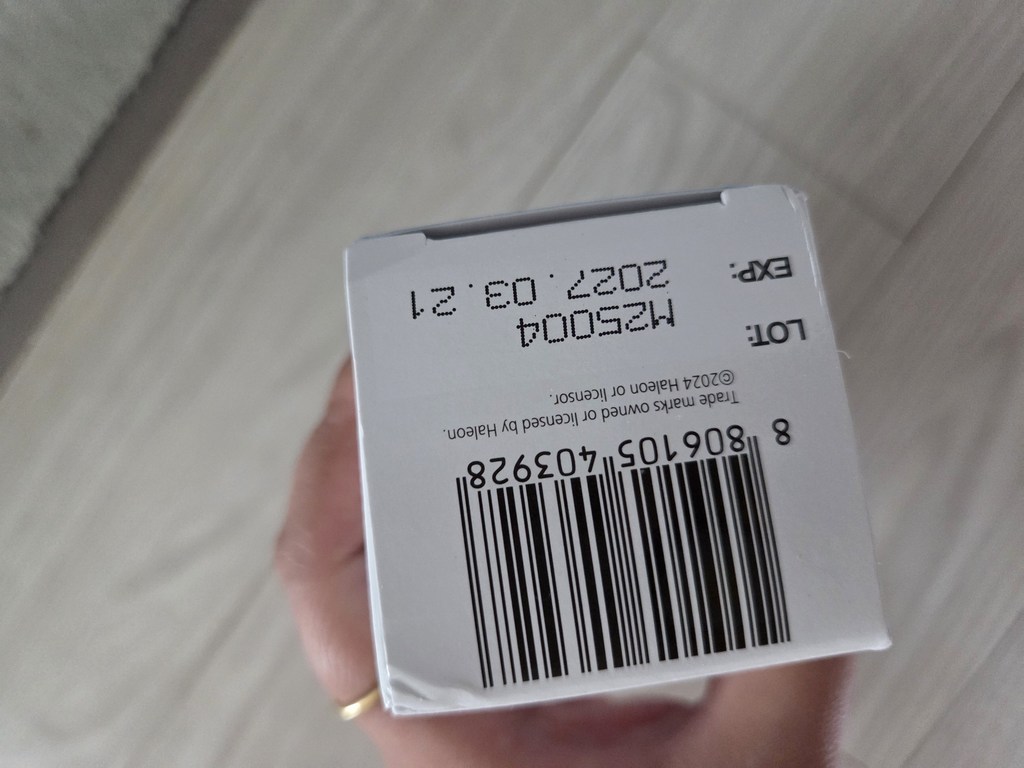 8 806105 403928
Trade marks owned or licensed by Haleon.
©2024 Haleon or licensor.
LOT: M25004
EXP: 2027. 03. 21